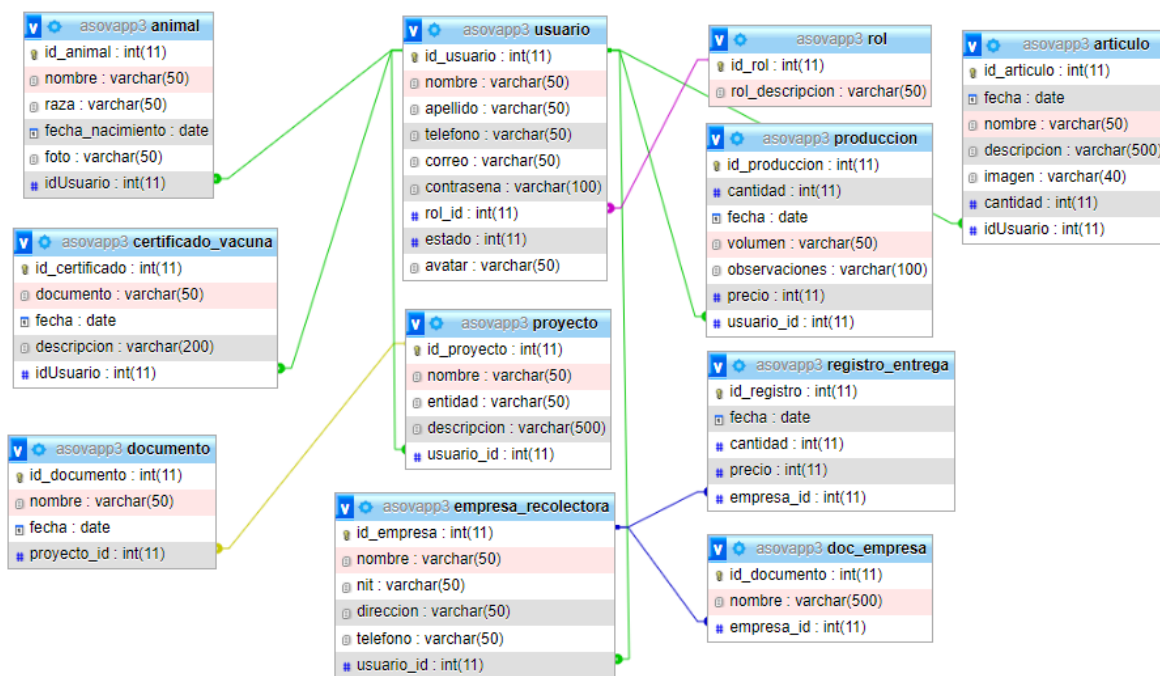 asovapp3 animal
id_animal : int(11)
nombre : varchar(50)
raza : varchar(50)
fecha_nacimiento : date
foto : varchar(50)
idUsuario : int(11)
asovapp3 certificado_vacuna
id_certificado : int(11)
documento : varchar(50)
fecha : date
descripcion : varchar(200)
idUsuario : int(11)
asovapp3 documento
id_documento : int(11)
nombre : varchar(50)
fecha : date
proyecto_id : int(11)
asovapp3 usuario
id_usuario : int(11)
nombre : varchar(50)
apellido : varchar(50)
telefono : varchar(50)
correo : varchar(50)
contrasena : varchar(100)
rol_id : int(11)
estado : int(11)
avatar : varchar(50)
asovapp3 proyecto
id_proyecto : int(11)
nombre : varchar(50)
entidad : varchar(50)
descripcion : varchar(500)
usuario_id : int(11)
asovapp3 empresa_recolectora
id_empresa : int(11)
nombre : varchar(50)
nit : varchar(50)
direccion : varchar(50)
telefono : varchar(50)
usuario_id : int(11)
asovapp3 rol
id_rol : int(11)
rol_descripcion : varchar(50)
asovapp3 produccion
id_produccion : int(11)
cantidad : int(11)
fecha : date
volumen : varchar(50)
observaciones : varchar(100)
precio : int(11)
usuario_id : int(11)
asovapp3 registro_entrega
id_registro : int(11)
fecha : date
cantidad : int(11)
precio : int(11)
empresa_id : int(11)
asovapp3 doc_empresa
id_documento : int(11)
nombre : varchar(500)
empresa_id : int(11)
asovapp3 articulo
id_articulo : int(11)
fecha : date
nombre : varchar(50)
descripcion : varchar(500)
imagen : varchar(40)
cantidad : int(11)
idUsuario : int(11)